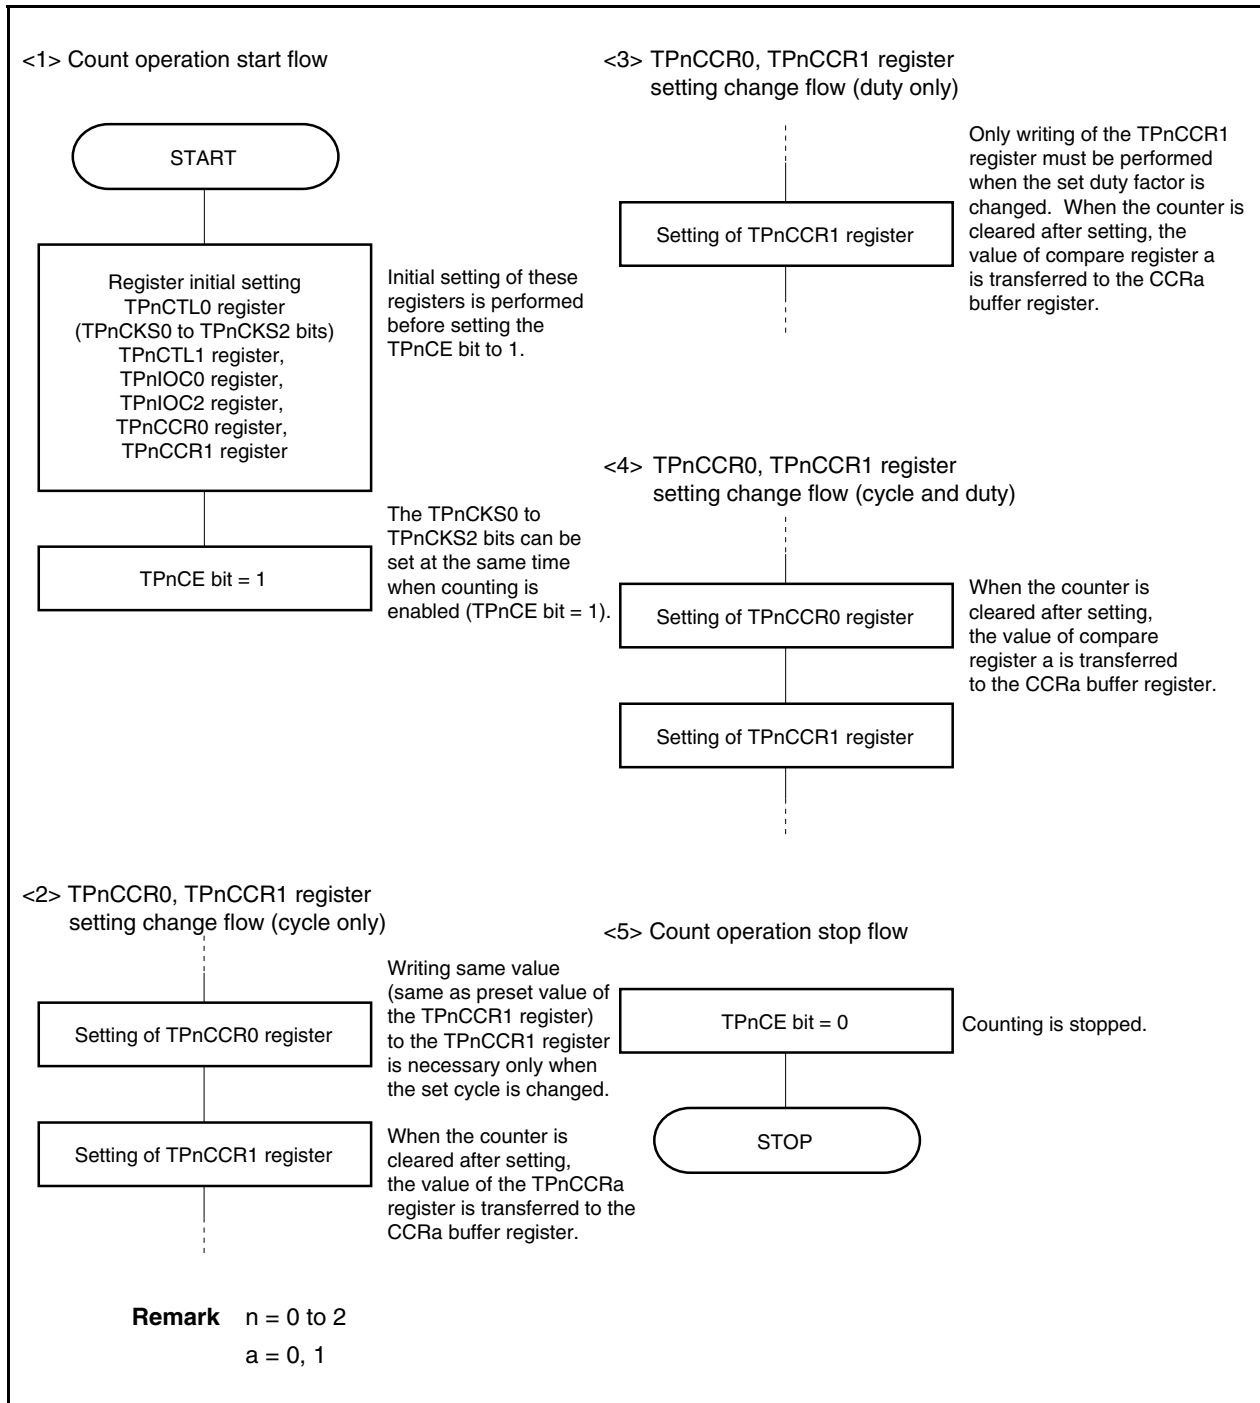 <1> Count operation start flow
START
Register initial setting
TPnCTL0 register
(TPnCKS0 to TPnCKS2 bits)
TPnCTL1 register,
TPnIOC0 register,
TPnIOC2 register,
TPnCCR0 register,
TPnCCR1 register
Initial setting of these
registers is performed
before setting the
TPnCE bit to 1.
TPnCE bit = 1
The TPnCKS0 to
TPnCKS2 bits can be
set at the same time
when counting is
enabled (TPnCE bit = 1).
<2> TPnCCR0, TPnCCR1 register
setting change flow (cycle only)
Setting of TPnCCR0 register
Writing same value
(same as preset value of
the TPnCCR1 register)
to the TPnCCR1 register
is necessary only when
the set cycle is changed.
Setting of TPnCCR1 register
When the counter is
cleared after setting,
the value of the TPnCCRa
register is transferred to the
CCRa buffer register.
<3> TPnCCR0, TPnCCR1 register
setting change flow (duty only)
Setting of TPnCCR1 register
Only writing of the TPnCCR1
register must be performed
when the set duty factor is
changed. When the counter is
cleared after setting, the
value of compare register a
is transferred to the CCRa
buffer register.
<4> TPnCCR0, TPnCCR1 register
setting change flow (cycle and duty)
Setting of TPnCCR0 register
When the counter is
cleared after setting,
the value of compare
register a is transferred
to the CCRa buffer register.
Setting of TPnCCR1 register
<5> Count operation stop flow
TPnCE bit = 0
Counting is stopped.
STOP
Remark n = 0 to 2
a = 0, 1